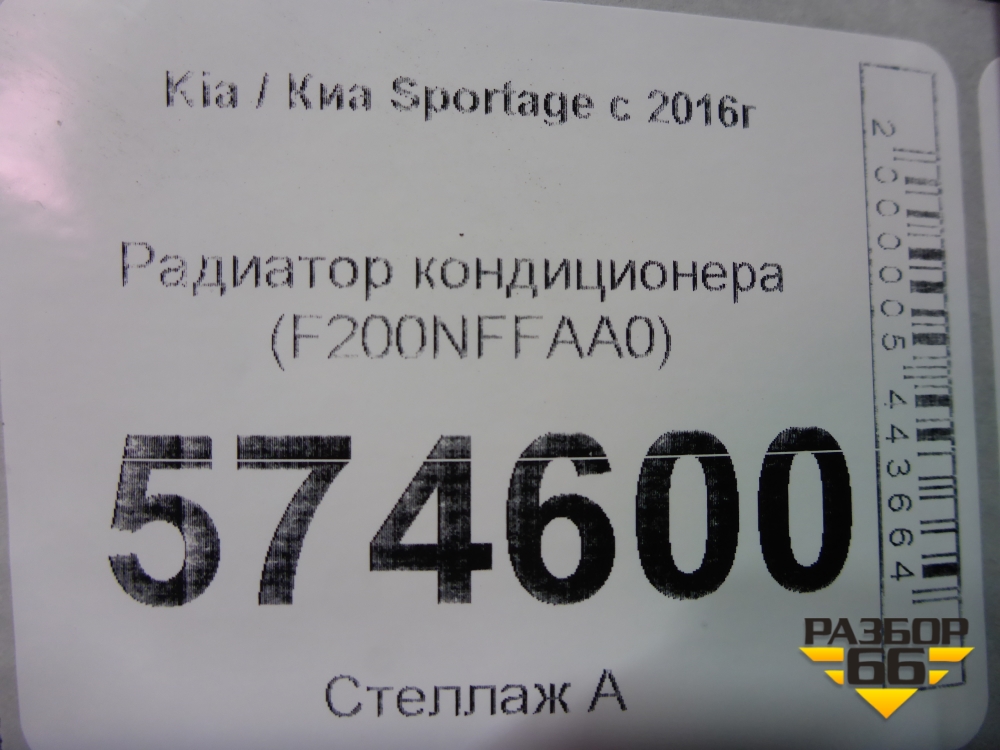 Kia / Киа Sportage с 2016г
Радиатор кондиционера
(F200NFFAA0)
574600
Стеллаж А
2000005443664
РАЗБОР
66